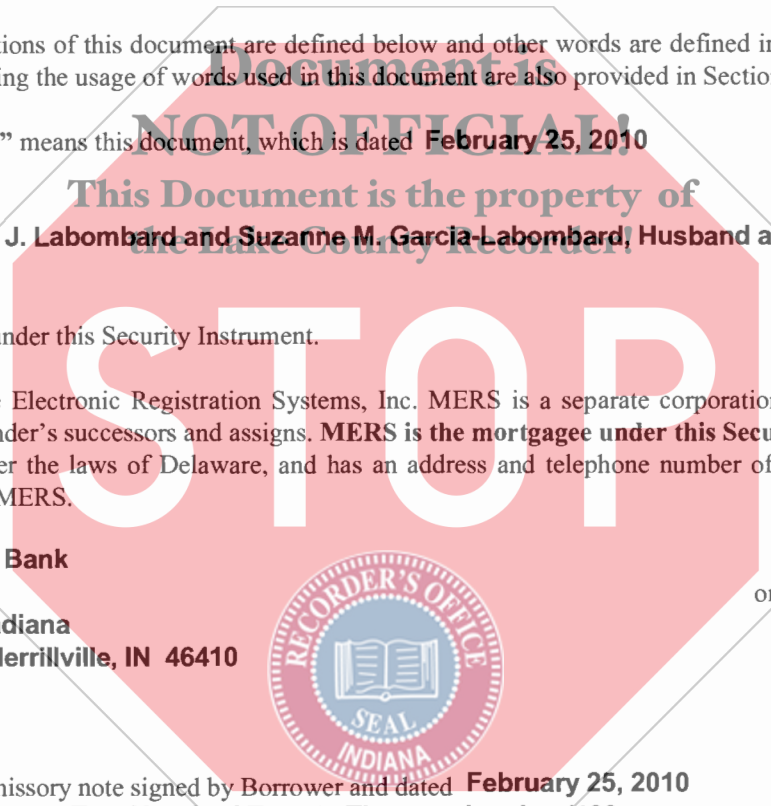 tions of this document are defined below and other words are defined in
Document is
ing the usage of words used in this document are also provided in Section
NOT OFFICIAL!
” means this document, which is dated February 25, 2010
This Document is the property of
J. Labombard and Suzanne M. Garcia-Labombard, Husband a
the Lake County Recorder!
under this Security Instrument.
STOP
Electronic Registration Systems, Inc. MERS is a separate corporation
nder’s successors and assigns. MERS is the mortgagee under this Secu
er the laws of Delaware, and has an address and telephone number of
MERS.
Bank
or
diana
Merrillville, IN 46410
RECORDER'S OFFICE
SEAL
INDIANA
missory note signed by Borrower and dated February 25, 2010